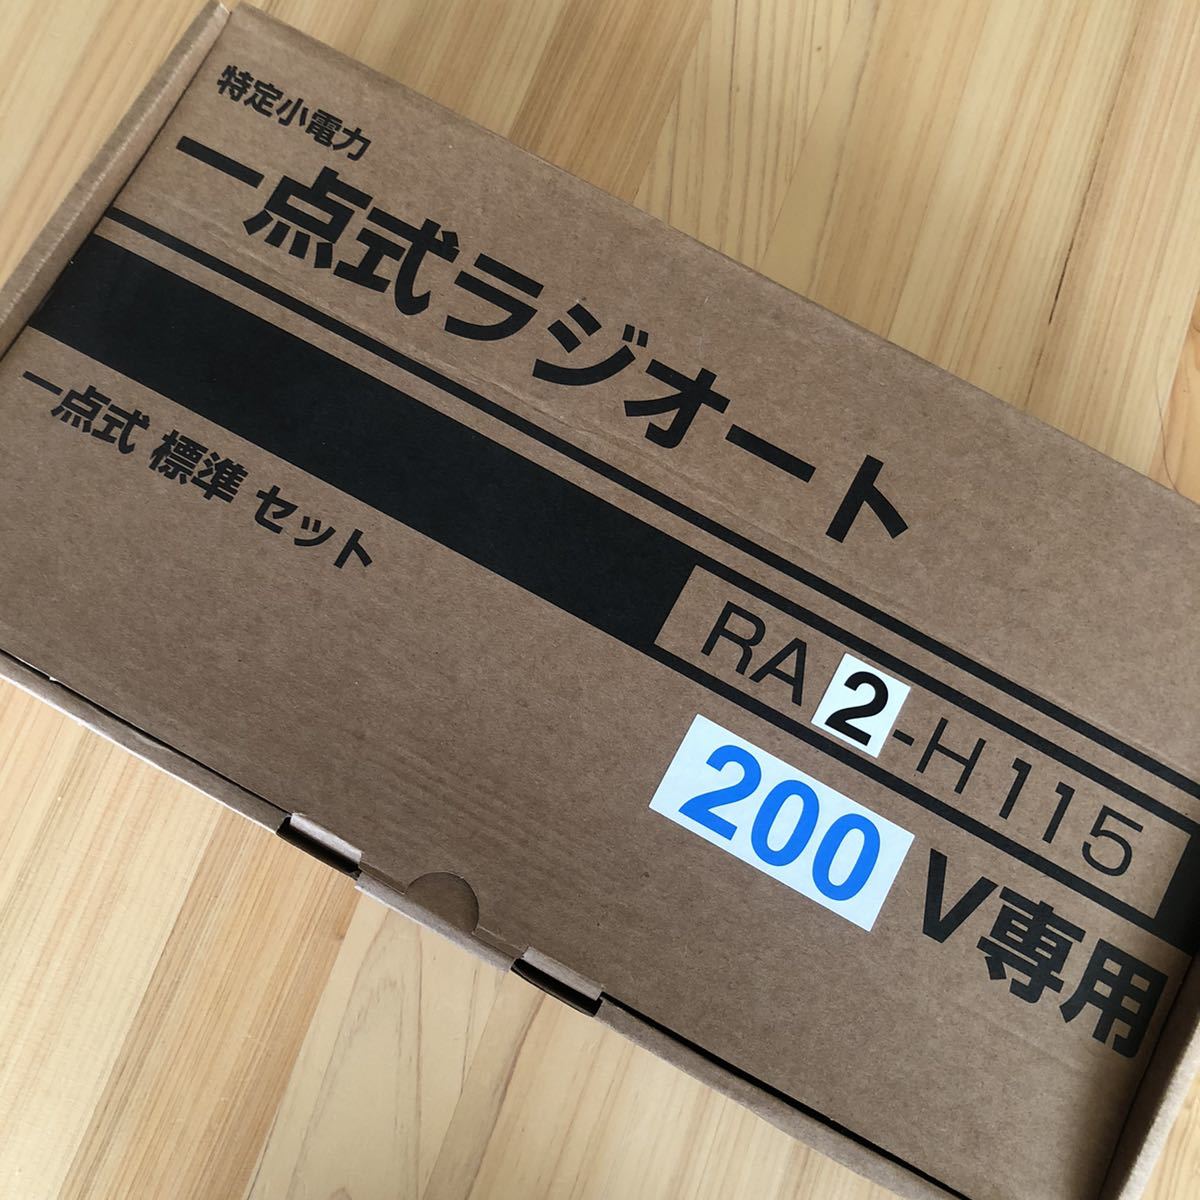 特定小電力
一点式ラジオート
RA2-H115
一点式 標準 セット
200V専用